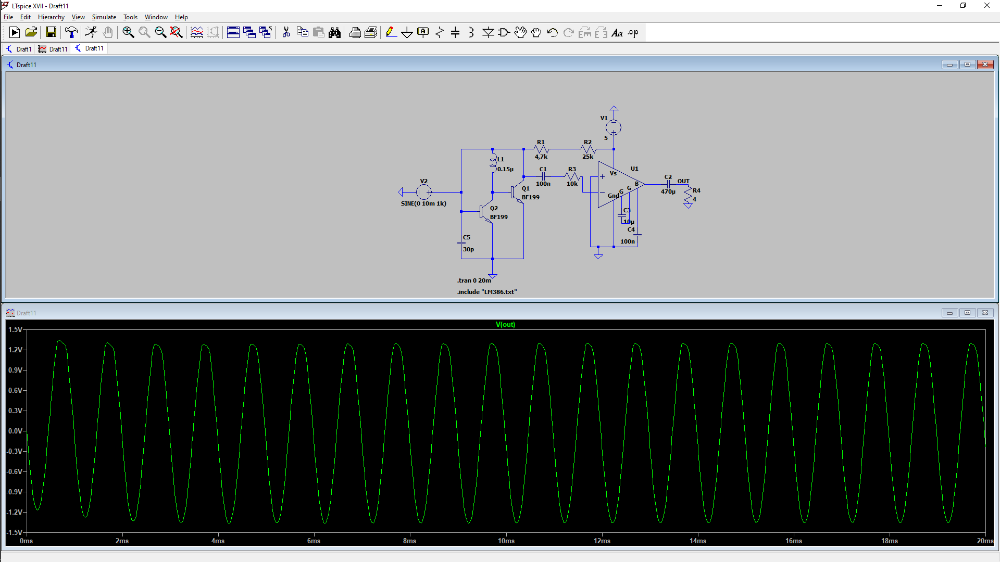 LTspice XVII - Draft11
File Edit Hierarchy View Simulate Tools Window Help
Aa .op
Draft1 Draft11 Draft11
Draft11
V1
5
R1
4,7k
R2
25k
L1
0.15µ
C1
100n
R3
10k
U1
Vs
+
−
Gnd
G
G
B
C2
470µ
OUT
R4
4
V2
SINE(0 10m 1k)
Q1
BF199
Q2
BF199
C3
10µ
C4
100n
C5
30p
.tran 0 20m
.include "LM386.txt"
Draft11
V(out)
1.5V
1.2V
0.9V
0.6V
0.3V
0.0V
-0.3V
-0.6V
-0.9V
-1.2V
-1.5V
0ms 2ms 4ms 6ms 8ms 10ms 12ms 14ms 16ms 18ms 20ms